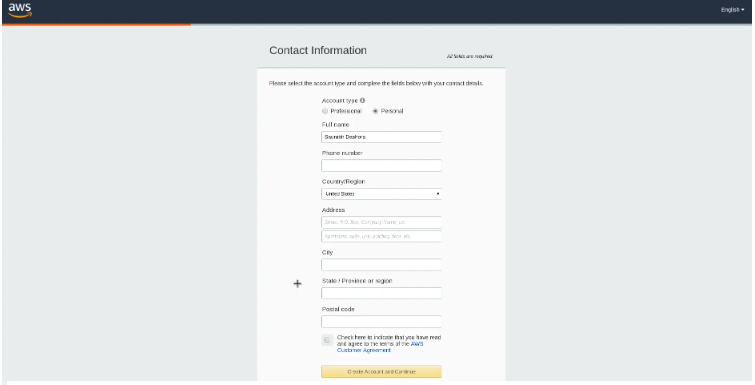 aws
English
Contact Information
All fields are required.
Please select the account type and complete the fields below with your contact details.
Account type
Professional Personal
Full name
Phone number
Country/Region
United States
Address
Street, P.O. Box, Company Name, c/o
Apartment, suite, unit, building, floor, etc.
City
State / Province or region
Postal code
Check here to indicate that you have read
and agree to the terms of the AWS
Customer Agreement
Create Account and Continue